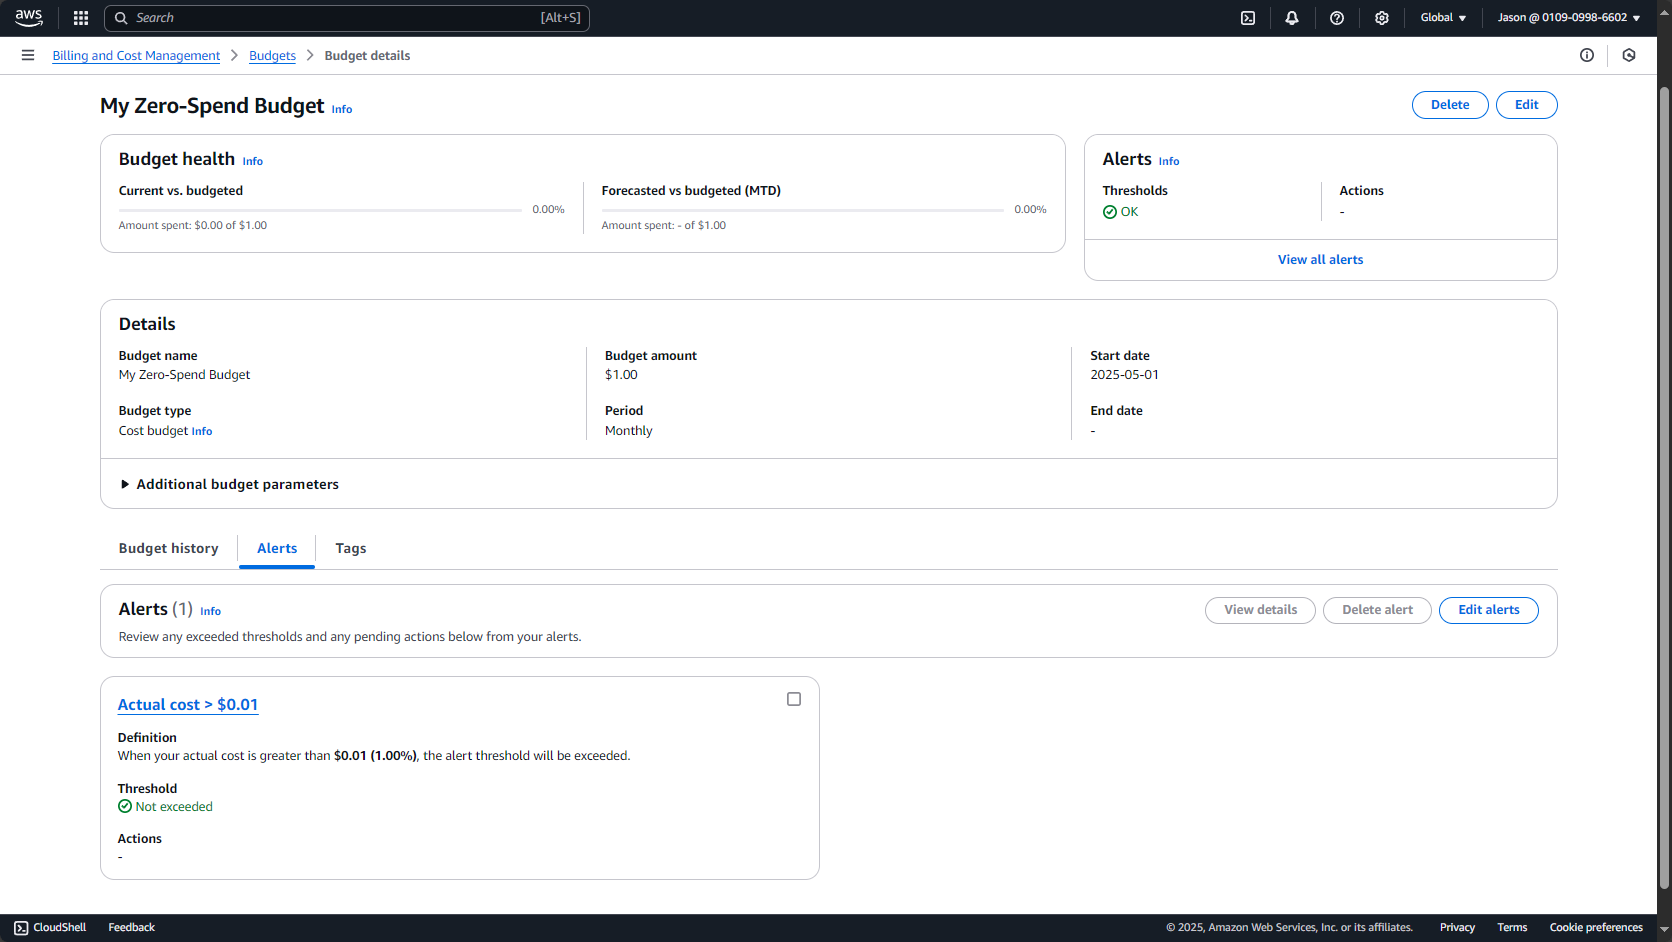 aws
Search
[Alt+S]
Global
Jason @ 0109-0998-6602
Billing and Cost Management
Budgets
Budget details
My Zero-Spend Budget Info
Delete
Edit
Budget health Info
Current vs. budgeted
0.00%
Amount spent: $0.00 of $1.00
Forecasted vs budgeted (MTD)
0.00%
Amount spent: - of $1.00
Alerts Info
Thresholds
OK
Actions
-
View all alerts
Details
Budget name
My Zero-Spend Budget
Budget type
Cost budget Info
Budget amount
$1.00
Period
Monthly
Start date
2025-05-01
End date
-
Additional budget parameters
Budget history
Alerts
Tags
Alerts (1) Info
View details
Delete alert
Edit alerts
Review any exceeded thresholds and any pending actions below from your alerts.
Actual cost > $0.01
Definition
When your actual cost is greater than $0.01 (1.00%), the alert threshold will be exceeded.
Threshold
Not exceeded
Actions
-
CloudShell
Feedback
© 2025, Amazon Web Services, Inc. or its affiliates.
Privacy
Terms
Cookie preferences